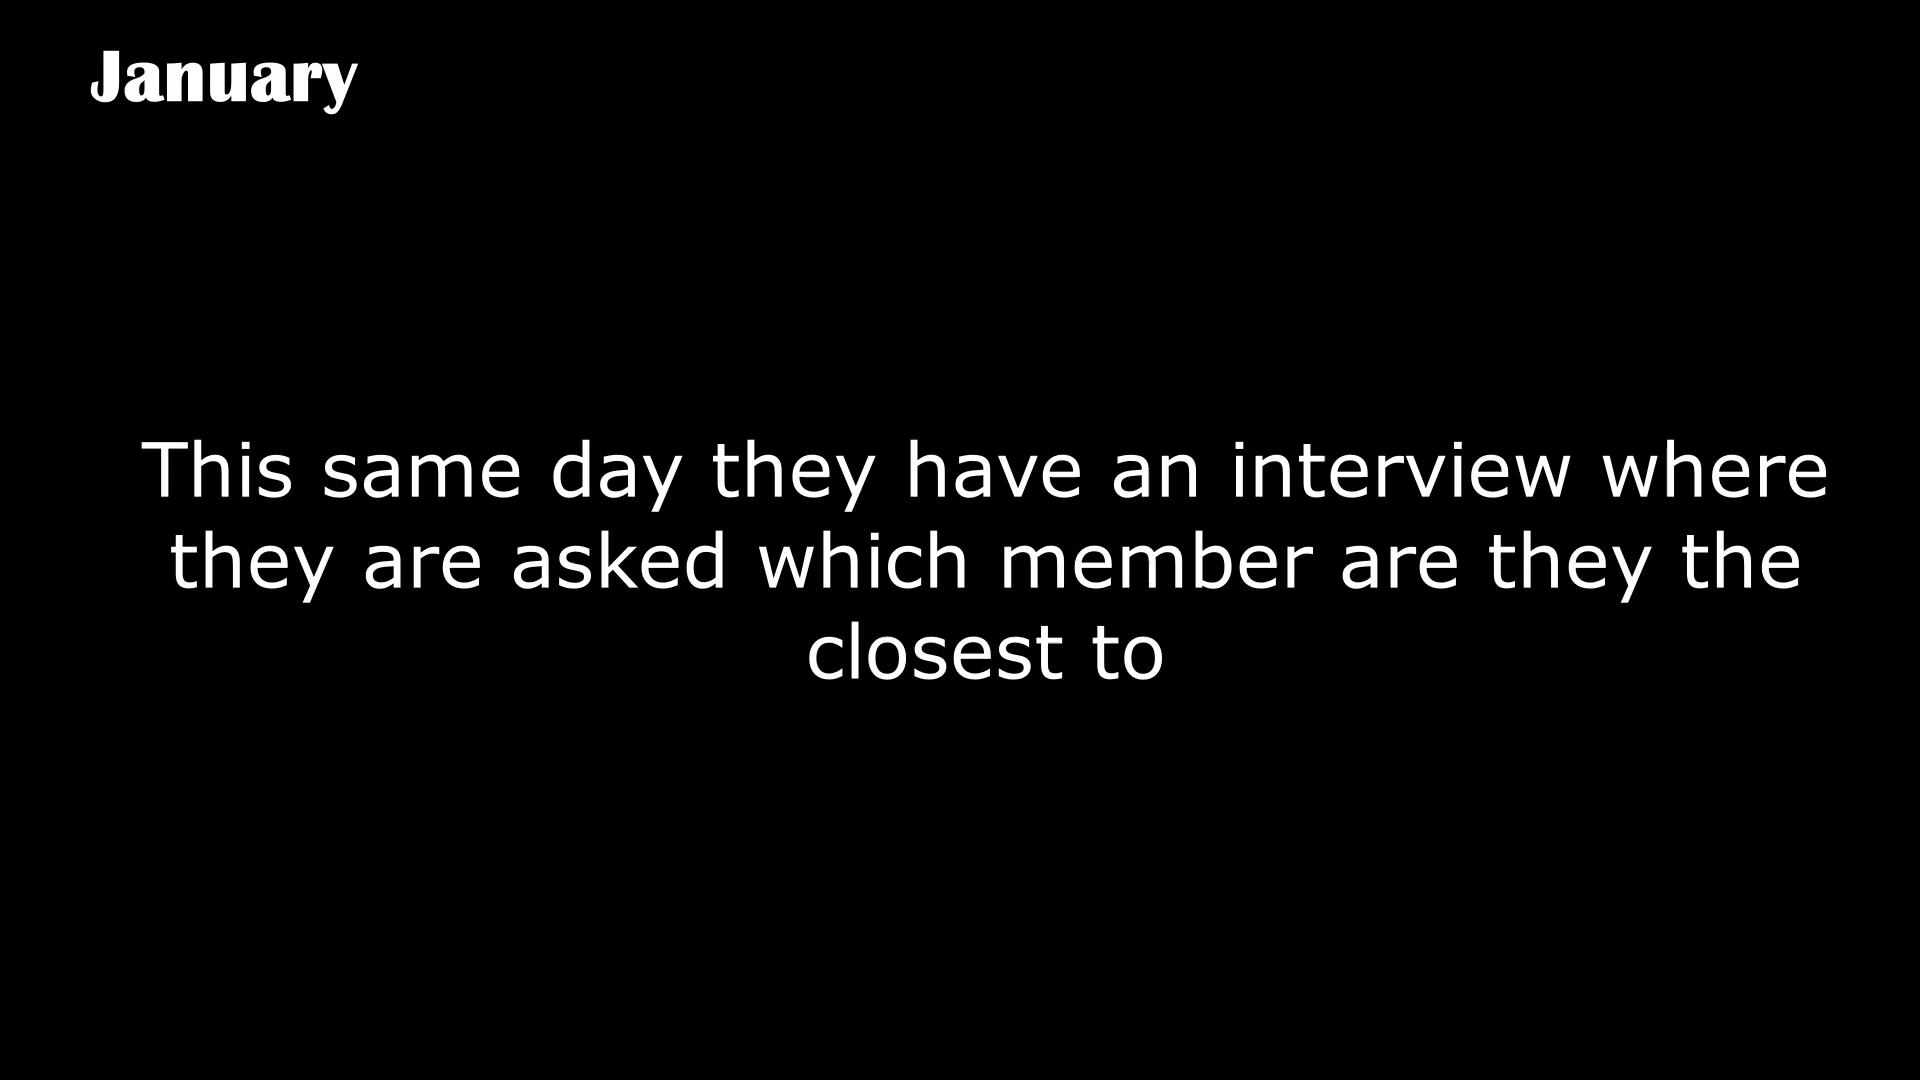 January
This same day they have an interview where
they are asked which member are they the
closest to